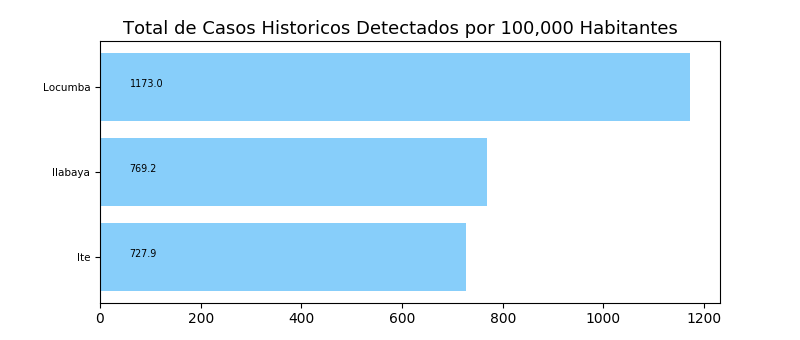 Total de Casos Historicos Detectados por 100,000 Habitantes
Locumba
1173.0
Ilabaya
769.2
Ite
727.9
0 200 400 600 800 1000 1200